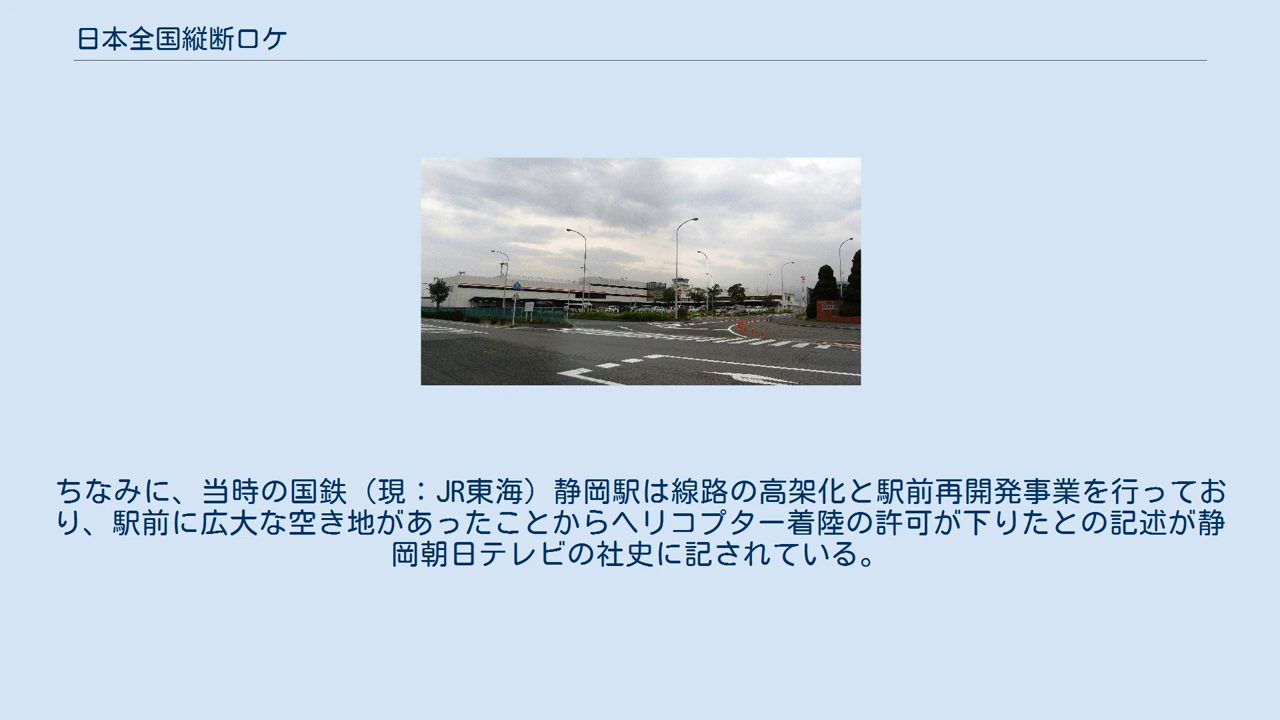 日本全国縦断ロケ
ちなみに、当時の国鉄（現：JR東海）静岡駅は線路の高架化と駅前再開発事業を行ってお
り、駅前に広大な空き地があったことからヘリコプター着陸の許可が下りたとの記述が静
岡朝日テレビの社史に記されている。